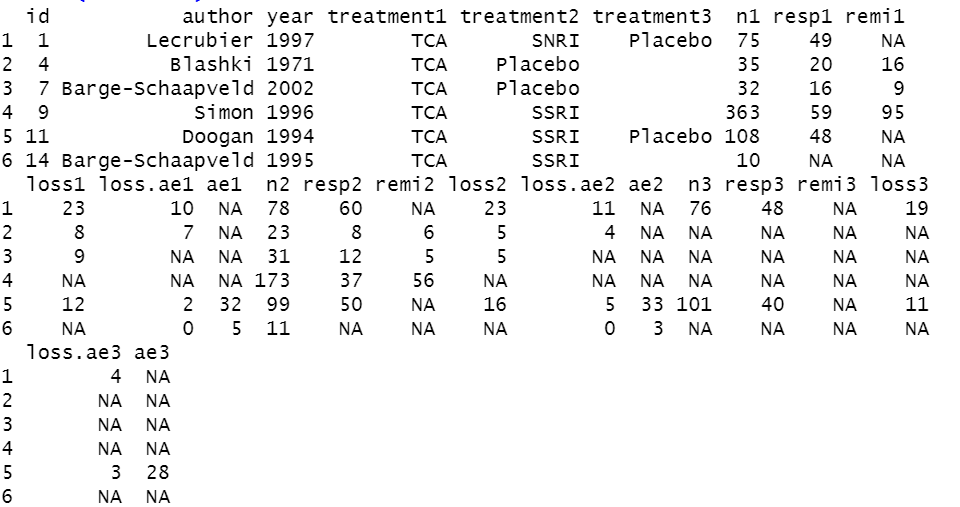 id author year treatment1 treatment2 treatment3 n1 resp1 remi1
1 1 Lecrubier 1997 TCA SNRI Placebo 75 49 NA
2 4 Blashki 1971 TCA Placebo 35 20 16
3 7 Barge-Schaapveld 2002 TCA Placebo 32 16 9
4 9 Simon 1996 TCA SSRI 363 59 95
5 11 Doogan 1994 TCA SSRI Placebo 108 48 NA
6 14 Barge-Schaapveld 1995 TCA SSRI 10 NA NA
loss1 loss.ae1 ae1 n2 resp2 remi2 loss2 loss.ae2 ae2 n3 resp3 remi3 loss3
1 23 10 NA 78 60 NA 23 11 NA 76 48 NA 19
2 8 7 NA 23 8 6 5 4 NA NA NA NA NA
3 9 NA NA 31 12 5 5 NA NA NA NA NA NA
4 NA NA NA 173 37 56 NA NA NA NA NA NA NA
5 12 2 32 99 50 NA 16 5 33 101 40 NA 11
6 NA 0 5 11 NA NA NA 0 3 NA NA NA NA
loss.ae3 ae3
1 4 NA
2 NA NA
3 NA NA
4 NA NA
5 3 28
6 NA NA